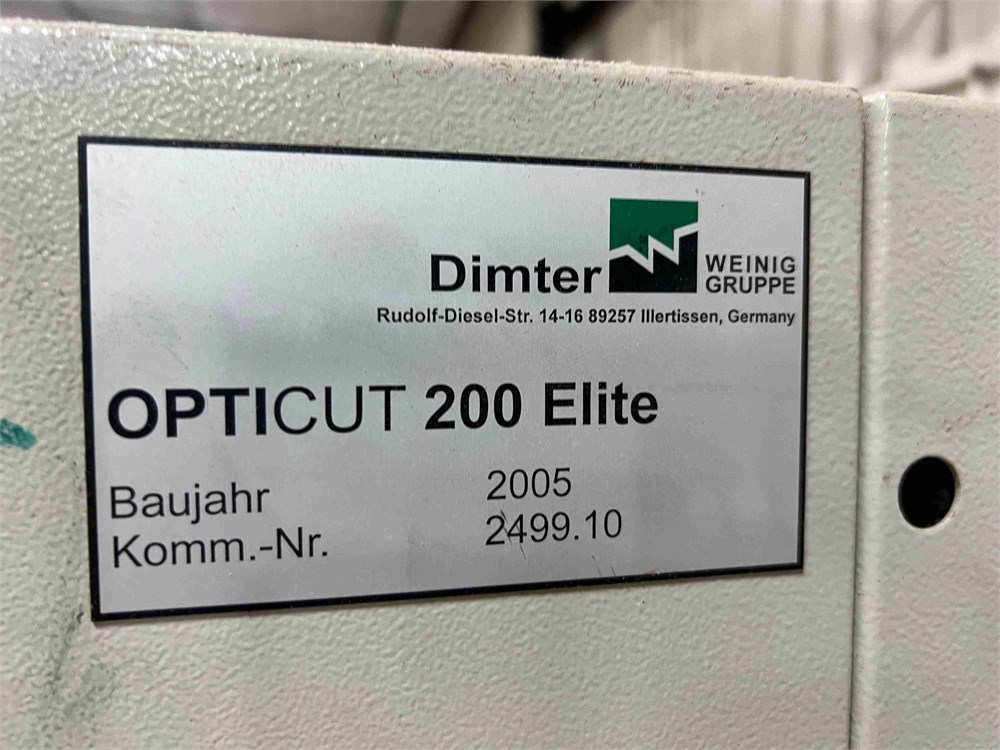 Dimter
WEINIG
GRUPPE
Rudolf-Diesel-Str. 14-16 89257 Illertissen, Germany
OPTICUT 200 Elite
Baujahr 2005
Komm.-Nr. 2499.10